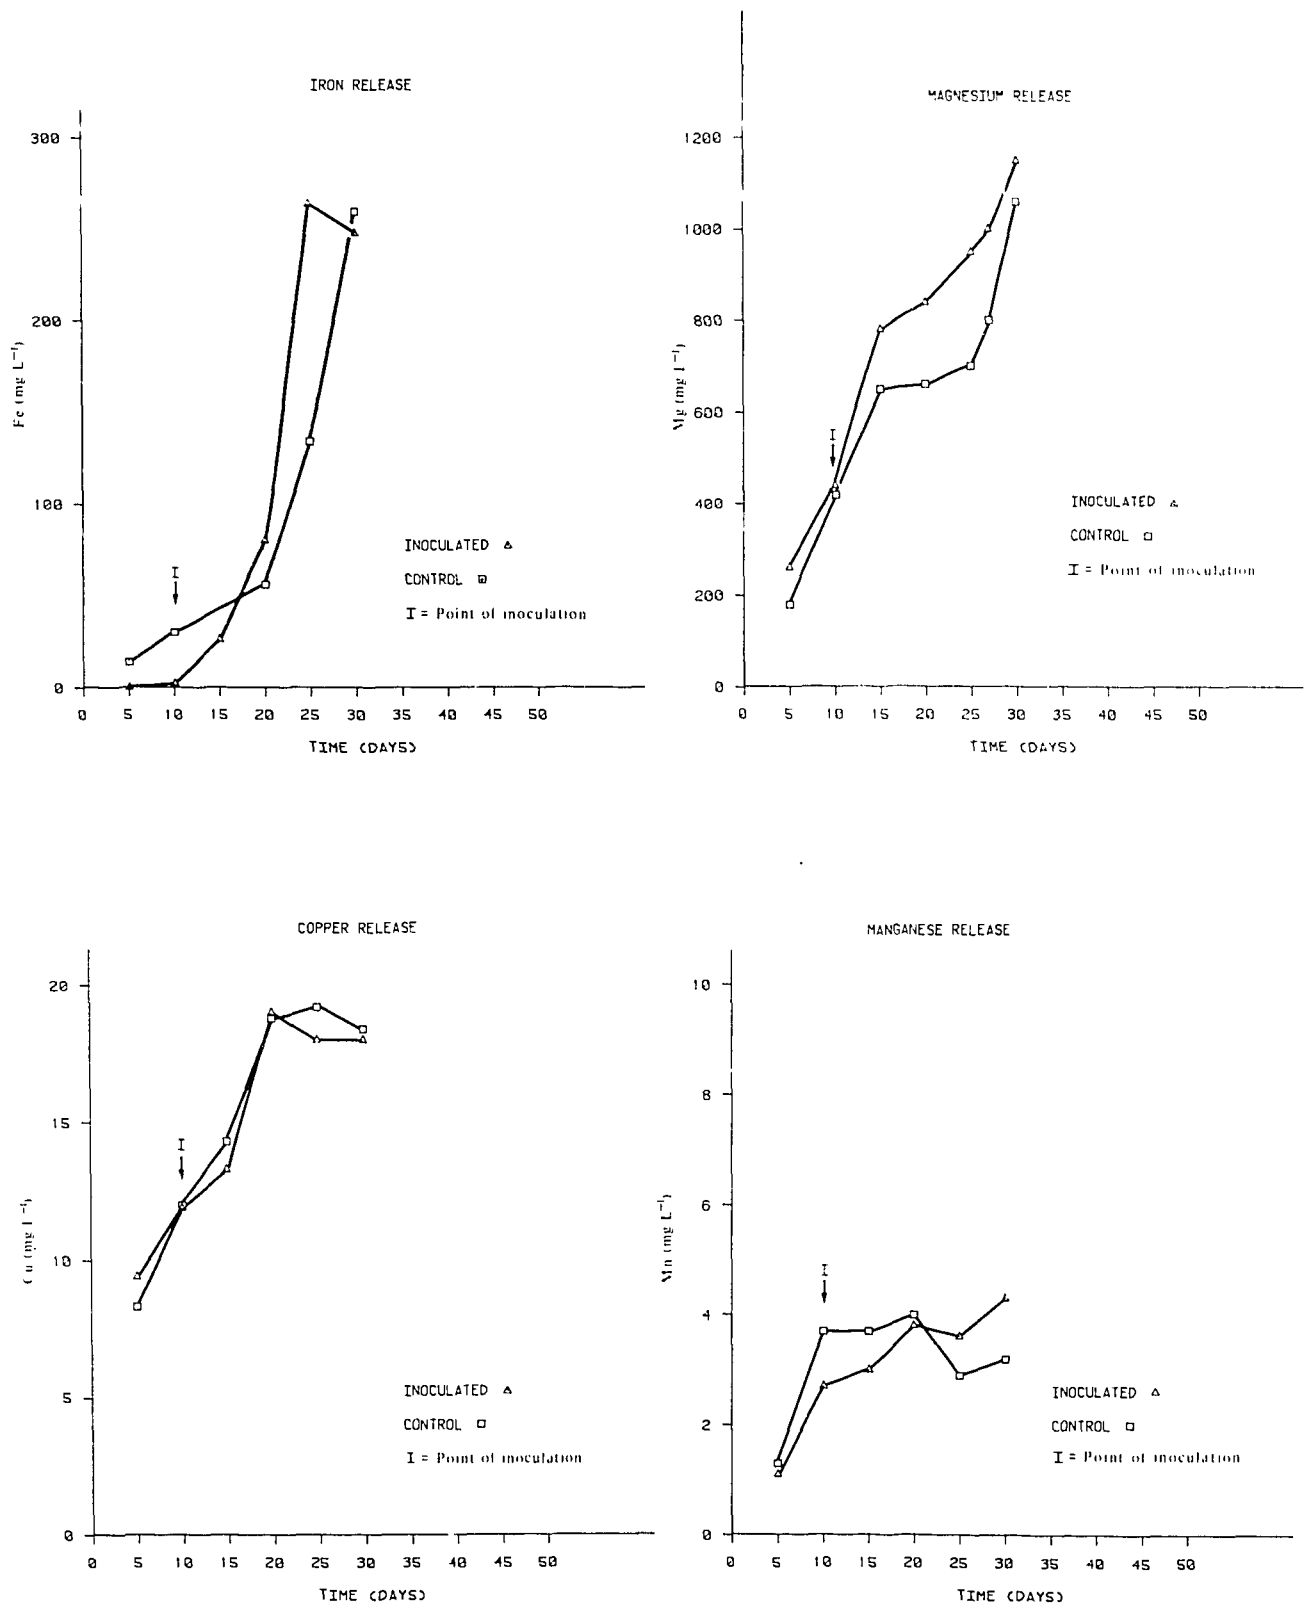 IRON RELEASE
300
200
100
0
Fe (mg L⁻¹)
I
INOCULATED △
CONTROL □
I = Point of inoculation
0 5 10 15 20 25 30 35 40 45 50
TIME (DAYS)
MAGNESIUM RELEASE
1200
1000
800
600
400
200
0
Mg (mg l⁻¹)
I
INOCULATED △
CONTROL □
I = Point of inoculation
0 5 10 15 20 25 30 35 40 45 50
TIME (DAYS)
COPPER RELEASE
20
15
10
5
0
Cu (mg l⁻¹)
I
INOCULATED △
CONTROL □
I = Point of inoculation
0 5 10 15 20 25 30 35 40 45 50
TIME (DAYS)
MANGANESE RELEASE
10
8
6
4
2
0
Mn (mg L⁻¹)
I
INOCULATED △
CONTROL □
I = Point of inoculation
0 5 10 15 20 25 30 35 40 45 50
TIME (DAYS)